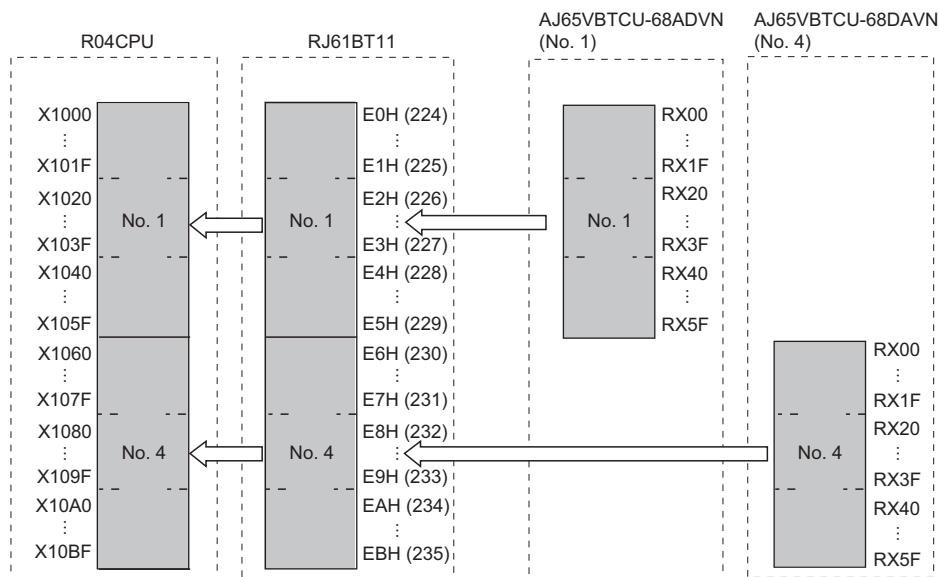 R04CPU
RJ61BT11
AJ65VBTCU-68ADVN
(No. 1)
AJ65VBTCU-68DAVN
(No. 4)
X1000
⋮
X101F
X1020
⋮
X103F
X1040
⋮
X105F
X1060
⋮
X107F
X1080
⋮
X109F
X10A0
⋮
X10BF
No. 1
No. 4
No. 1
No. 4
E0H (224)
⋮
E1H (225)
E2H (226)
⋮
E3H (227)
E4H (228)
⋮
E5H (229)
E6H (230)
⋮
E7H (231)
E8H (232)
⋮
E9H (233)
EAH (234)
⋮
EBH (235)
No. 1
RX00
⋮
RX1F
RX20
⋮
RX3F
RX40
⋮
RX5F
No. 4
RX00
⋮
RX1F
RX20
⋮
RX3F
RX40
⋮
RX5F